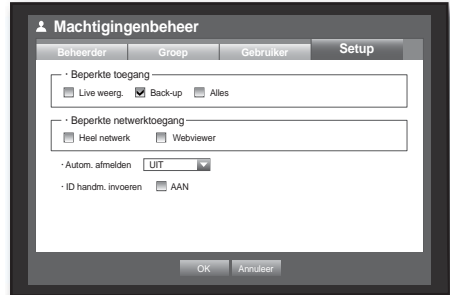 Machtigingenbeheer
Beheerder Groep Gebruiker Setup
· Beperkte toegang
Live weerg. Back-up Alles
· Beperkte netwerktoegang
Heel netwerk Webviewer
· Autom. afmelden UIT
· ID handm. invoeren AAN
OK Annuleer